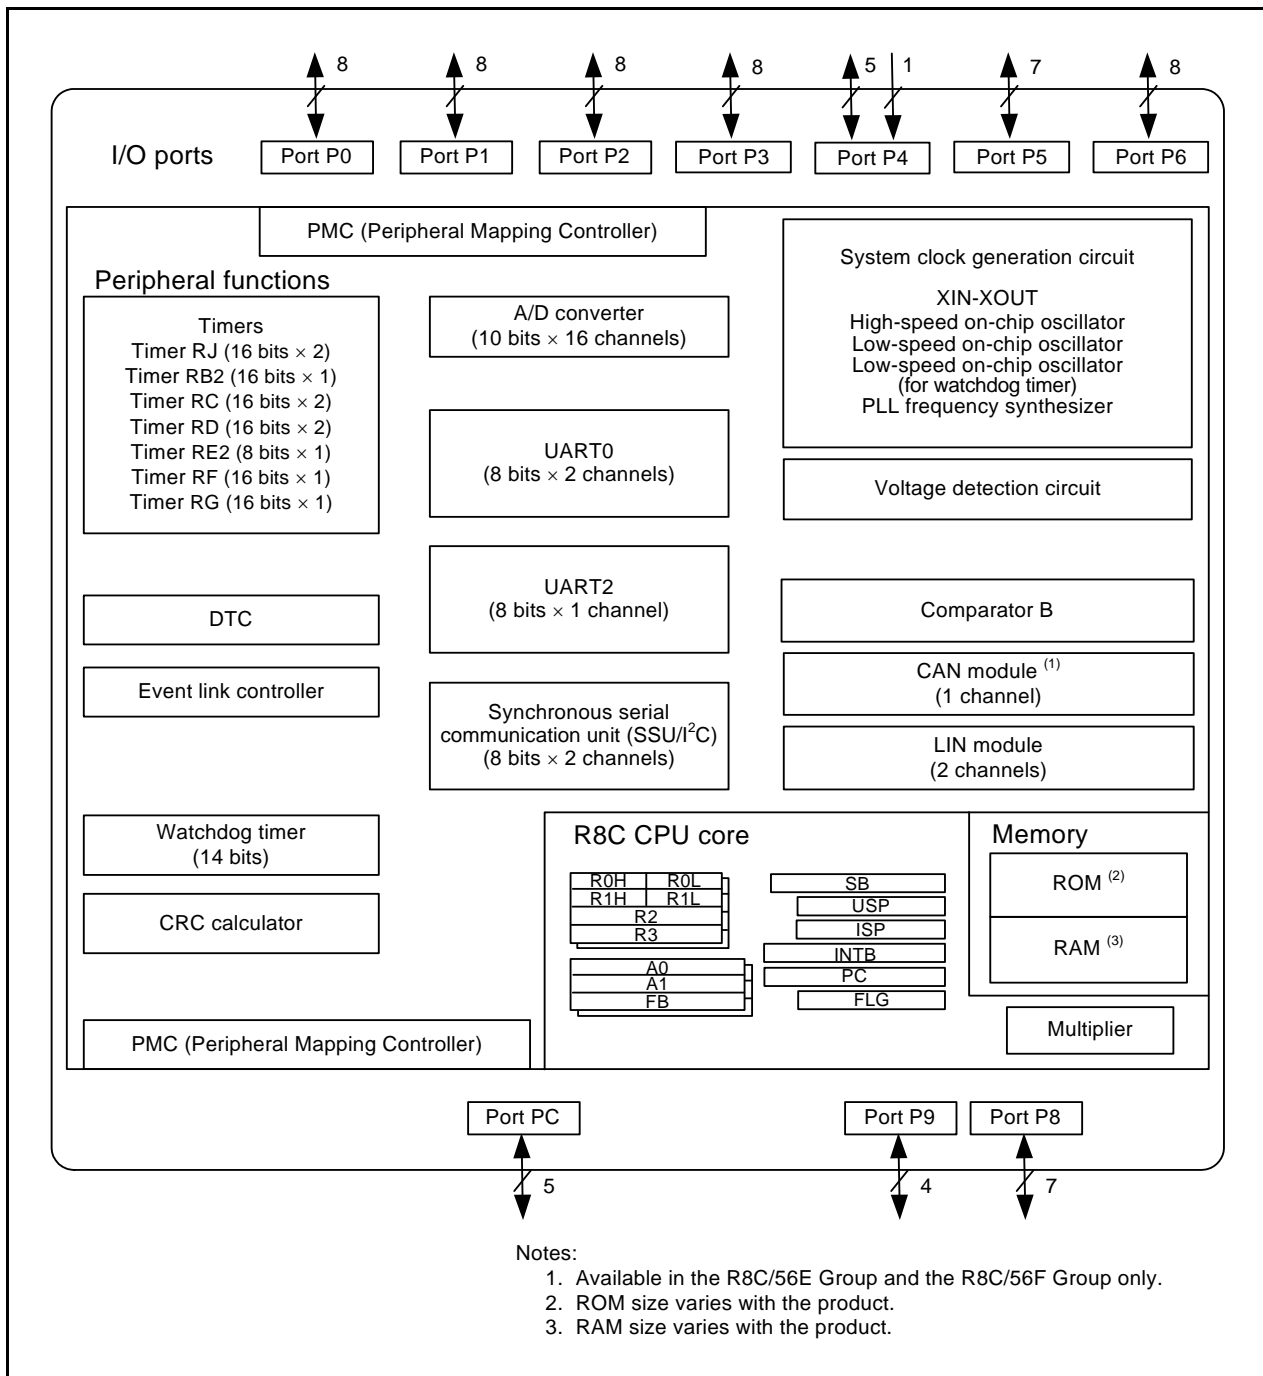 8 8 8 8 5 1 7 8
I/O ports
Port P0 Port P1 Port P2 Port P3 Port P4 Port P5 Port P6
PMC (Peripheral Mapping Controller)
Peripheral functions
Timers
Timer RJ (16 bits × 2)
Timer RB2 (16 bits × 1)
Timer RC (16 bits × 2)
Timer RD (16 bits × 2)
Timer RE2 (8 bits × 1)
Timer RF (16 bits × 1)
Timer RG (16 bits × 1)
DTC
Event link controller
Watchdog timer
(14 bits)
CRC calculator
PMC (Peripheral Mapping Controller)
A/D converter
(10 bits × 16 channels)
UART0
(8 bits × 2 channels)
UART2
(8 bits × 1 channel)
Synchronous serial
communication unit (SSU/I²C)
(8 bits × 2 channels)
System clock generation circuit
XIN-XOUT
High-speed on-chip oscillator
Low-speed on-chip oscillator
Low-speed on-chip oscillator
(for watchdog timer)
PLL frequency synthesizer
Voltage detection circuit
Comparator B
CAN module (1)
(1 channel)
LIN module
(2 channels)
R8C CPU core
R0H R0L
R1H R1L
R2
R3
A0
A1
FB
SB
USP
ISP
INTB
PC
FLG
Memory
ROM (2)
RAM (3)
Multiplier
Port PC Port P9 Port P8
5 4 7
Notes:
1. Available in the R8C/56E Group and the R8C/56F Group only.
2. ROM size varies with the product.
3. RAM size varies with the product.